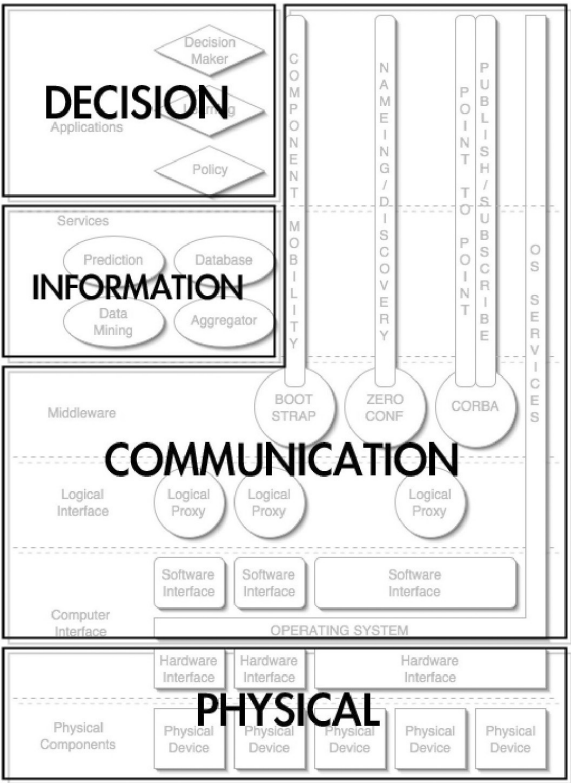 Decision
Maker
DECISION
Learning
Applications
Policy
Services
Prediction
Database
INFORMATION
Data
Mining
Aggregator
COMPONENT MOBILITY
NAMEING/DISCOVERY
POINT TO POINT
PUBLISH/SUBSCRIBE
OS SERVICES
Middleware
BOOT
STRAP
ZERO
CONF
CORBA
COMMUNICATION
Logical
Interface
Logical
Proxy
Logical
Proxy
Logical
Proxy
Software
Interface
Software
Interface
Software
Interface
Computer
Interface
OPERATING SYSTEM
Hardware
Interface
Hardware
Interface
Hardware
Interface
PHYSICAL
Physical
Components
Physical
Device
Physical
Device
Physical
Device
Physical
Device
Physical
Device